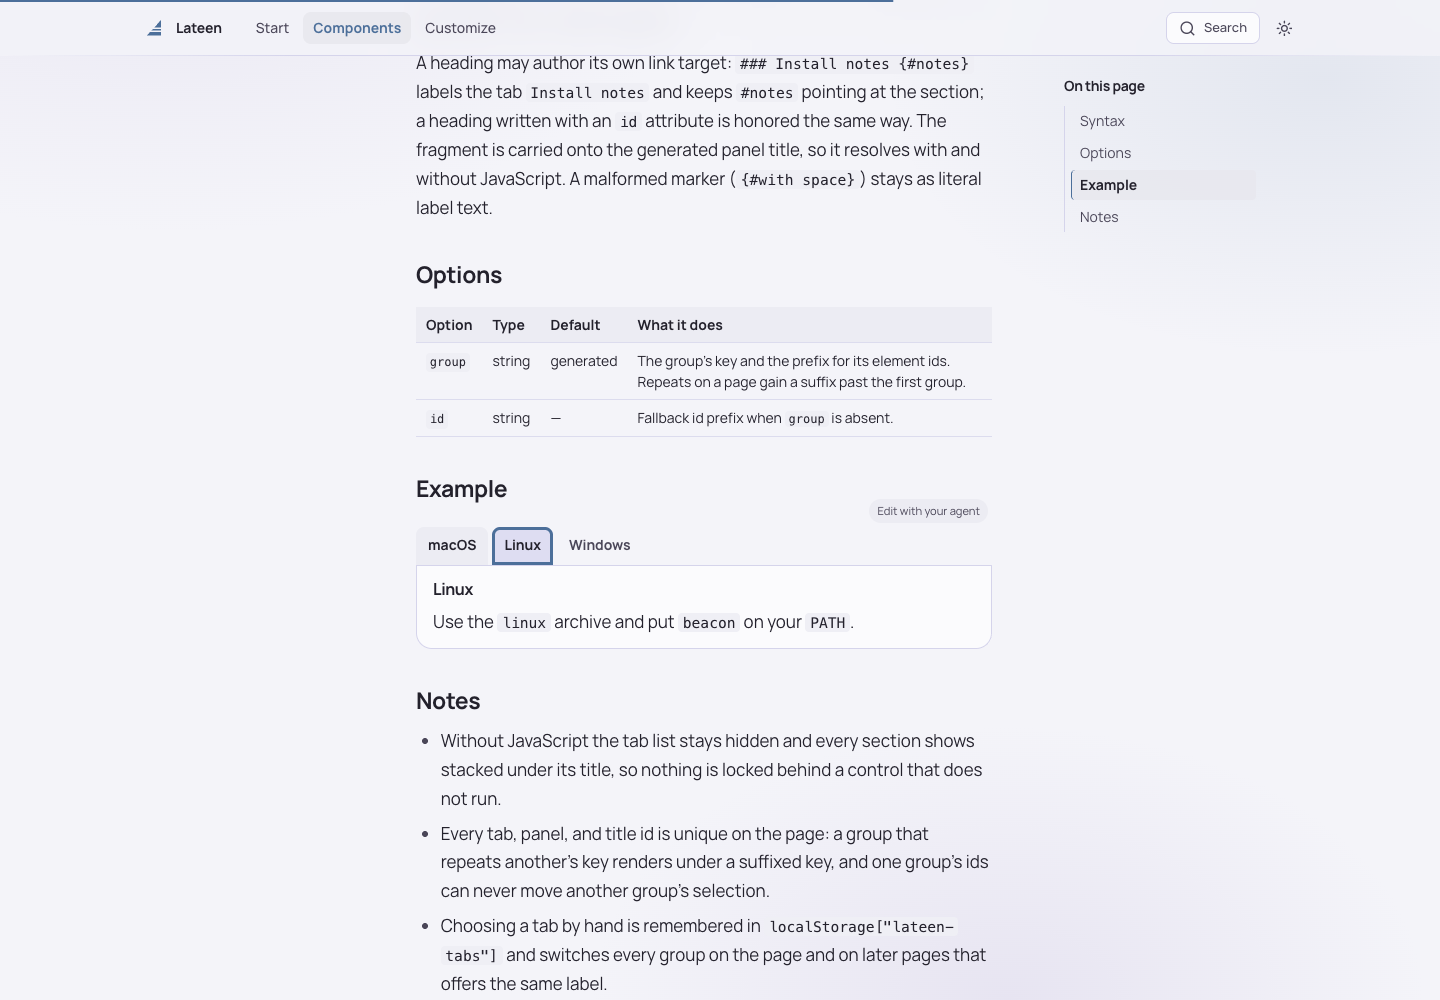 Lateen
Start
Components
Customize
Search
A heading may author its own link target: ### Install notes {#notes}
labels the tab Install notes and keeps #notes pointing at the section;
a heading written with an id attribute is honored the same way. The
fragment is carried onto the generated panel title, so it resolves with and
without JavaScript. A malformed marker ( {#with space} ) stays as literal
label text.
On this page
Syntax
Options
Example
Notes
Options
Option Type Default What it does
group string generated The group's key and the prefix for its element ids.
Repeats on a page gain a suffix past the first group.
id string — Fallback id prefix when group is absent.
Example
Edit with your agent
macOS Linux Windows
Linux
Use the linux archive and put beacon on your PATH .
Notes
• Without JavaScript the tab list stays hidden and every section shows
stacked under its title, so nothing is locked behind a control that does
not run.
• Every tab, panel, and title id is unique on the page: a group that
repeats another's key renders under a suffixed key, and one group's ids
can never move another group's selection.
• Choosing a tab by hand is remembered in localStorage["lateen-
tabs"] and switches every group on the page and on later pages that
offers the same label.